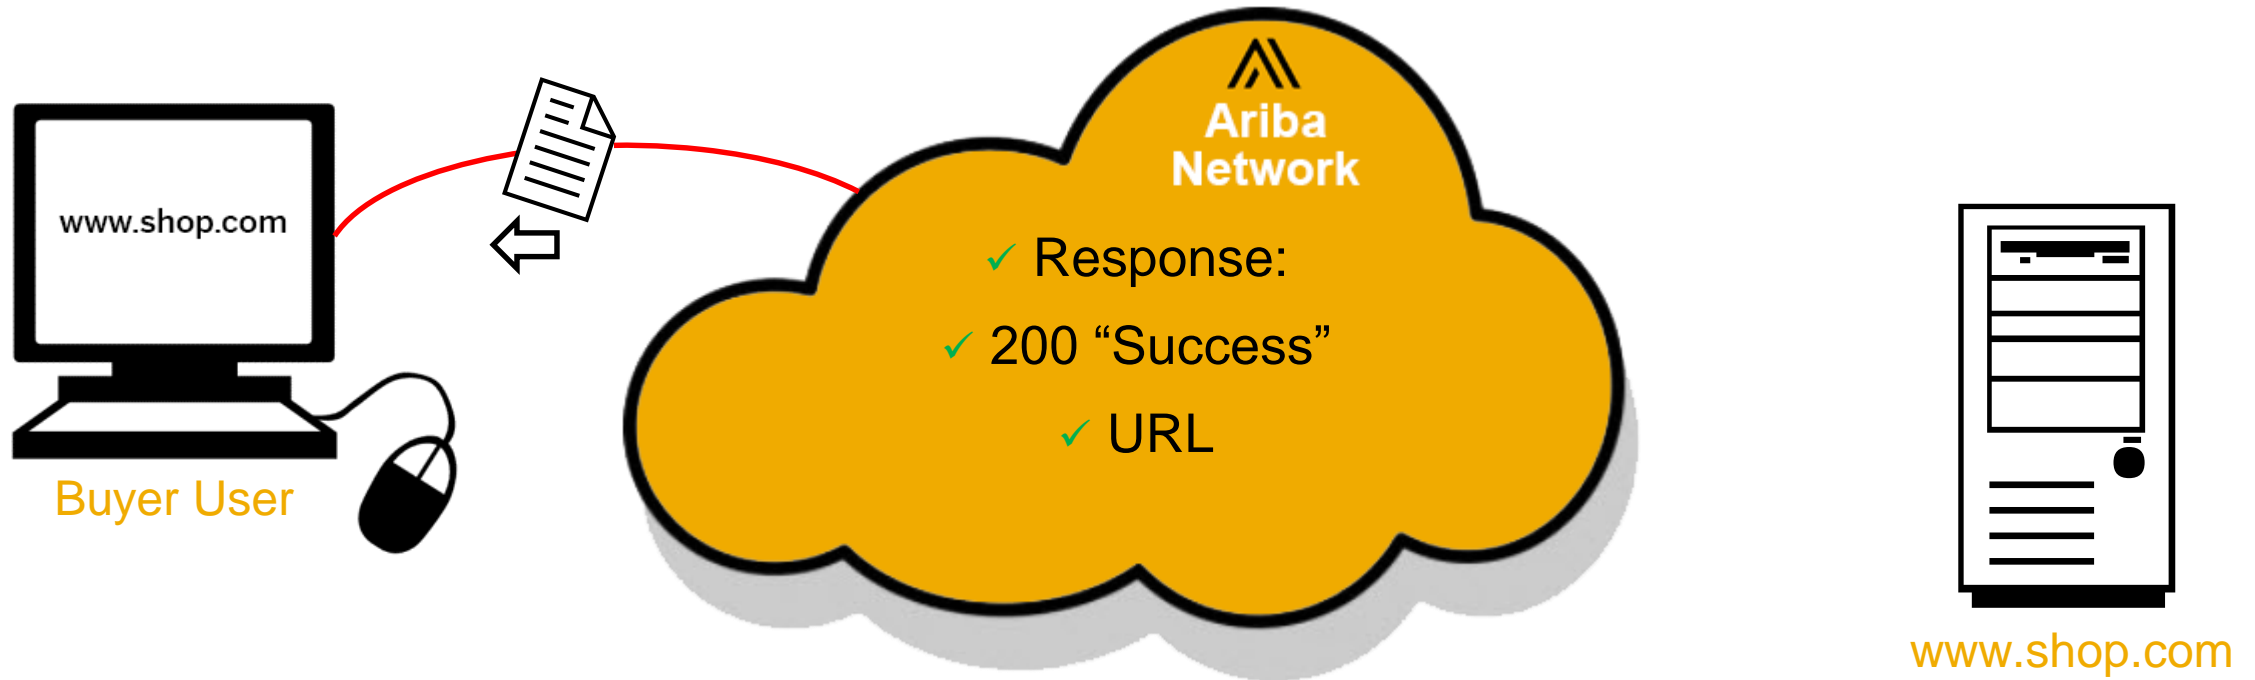 Ariba
Network
www.shop.com
✓ Response:
✓ 200 “Success”
✓ URL
Buyer User
www.shop.com